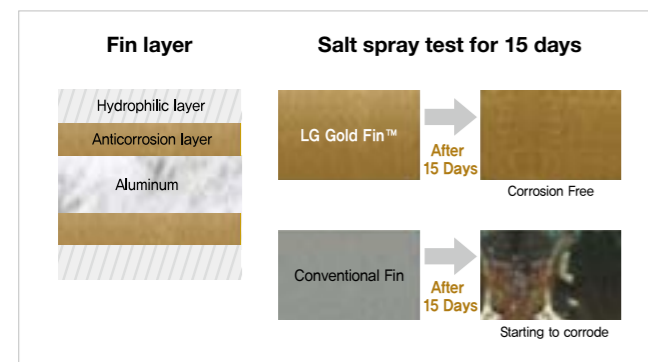 Fin layer
Hydrophilic layer
Anticorrosion layer
Aluminum
Salt spray test for 15 days
LG Gold Fin™
After
15 Days
Corrosion Free
Conventional Fin
After
15 Days
Starting to corrode